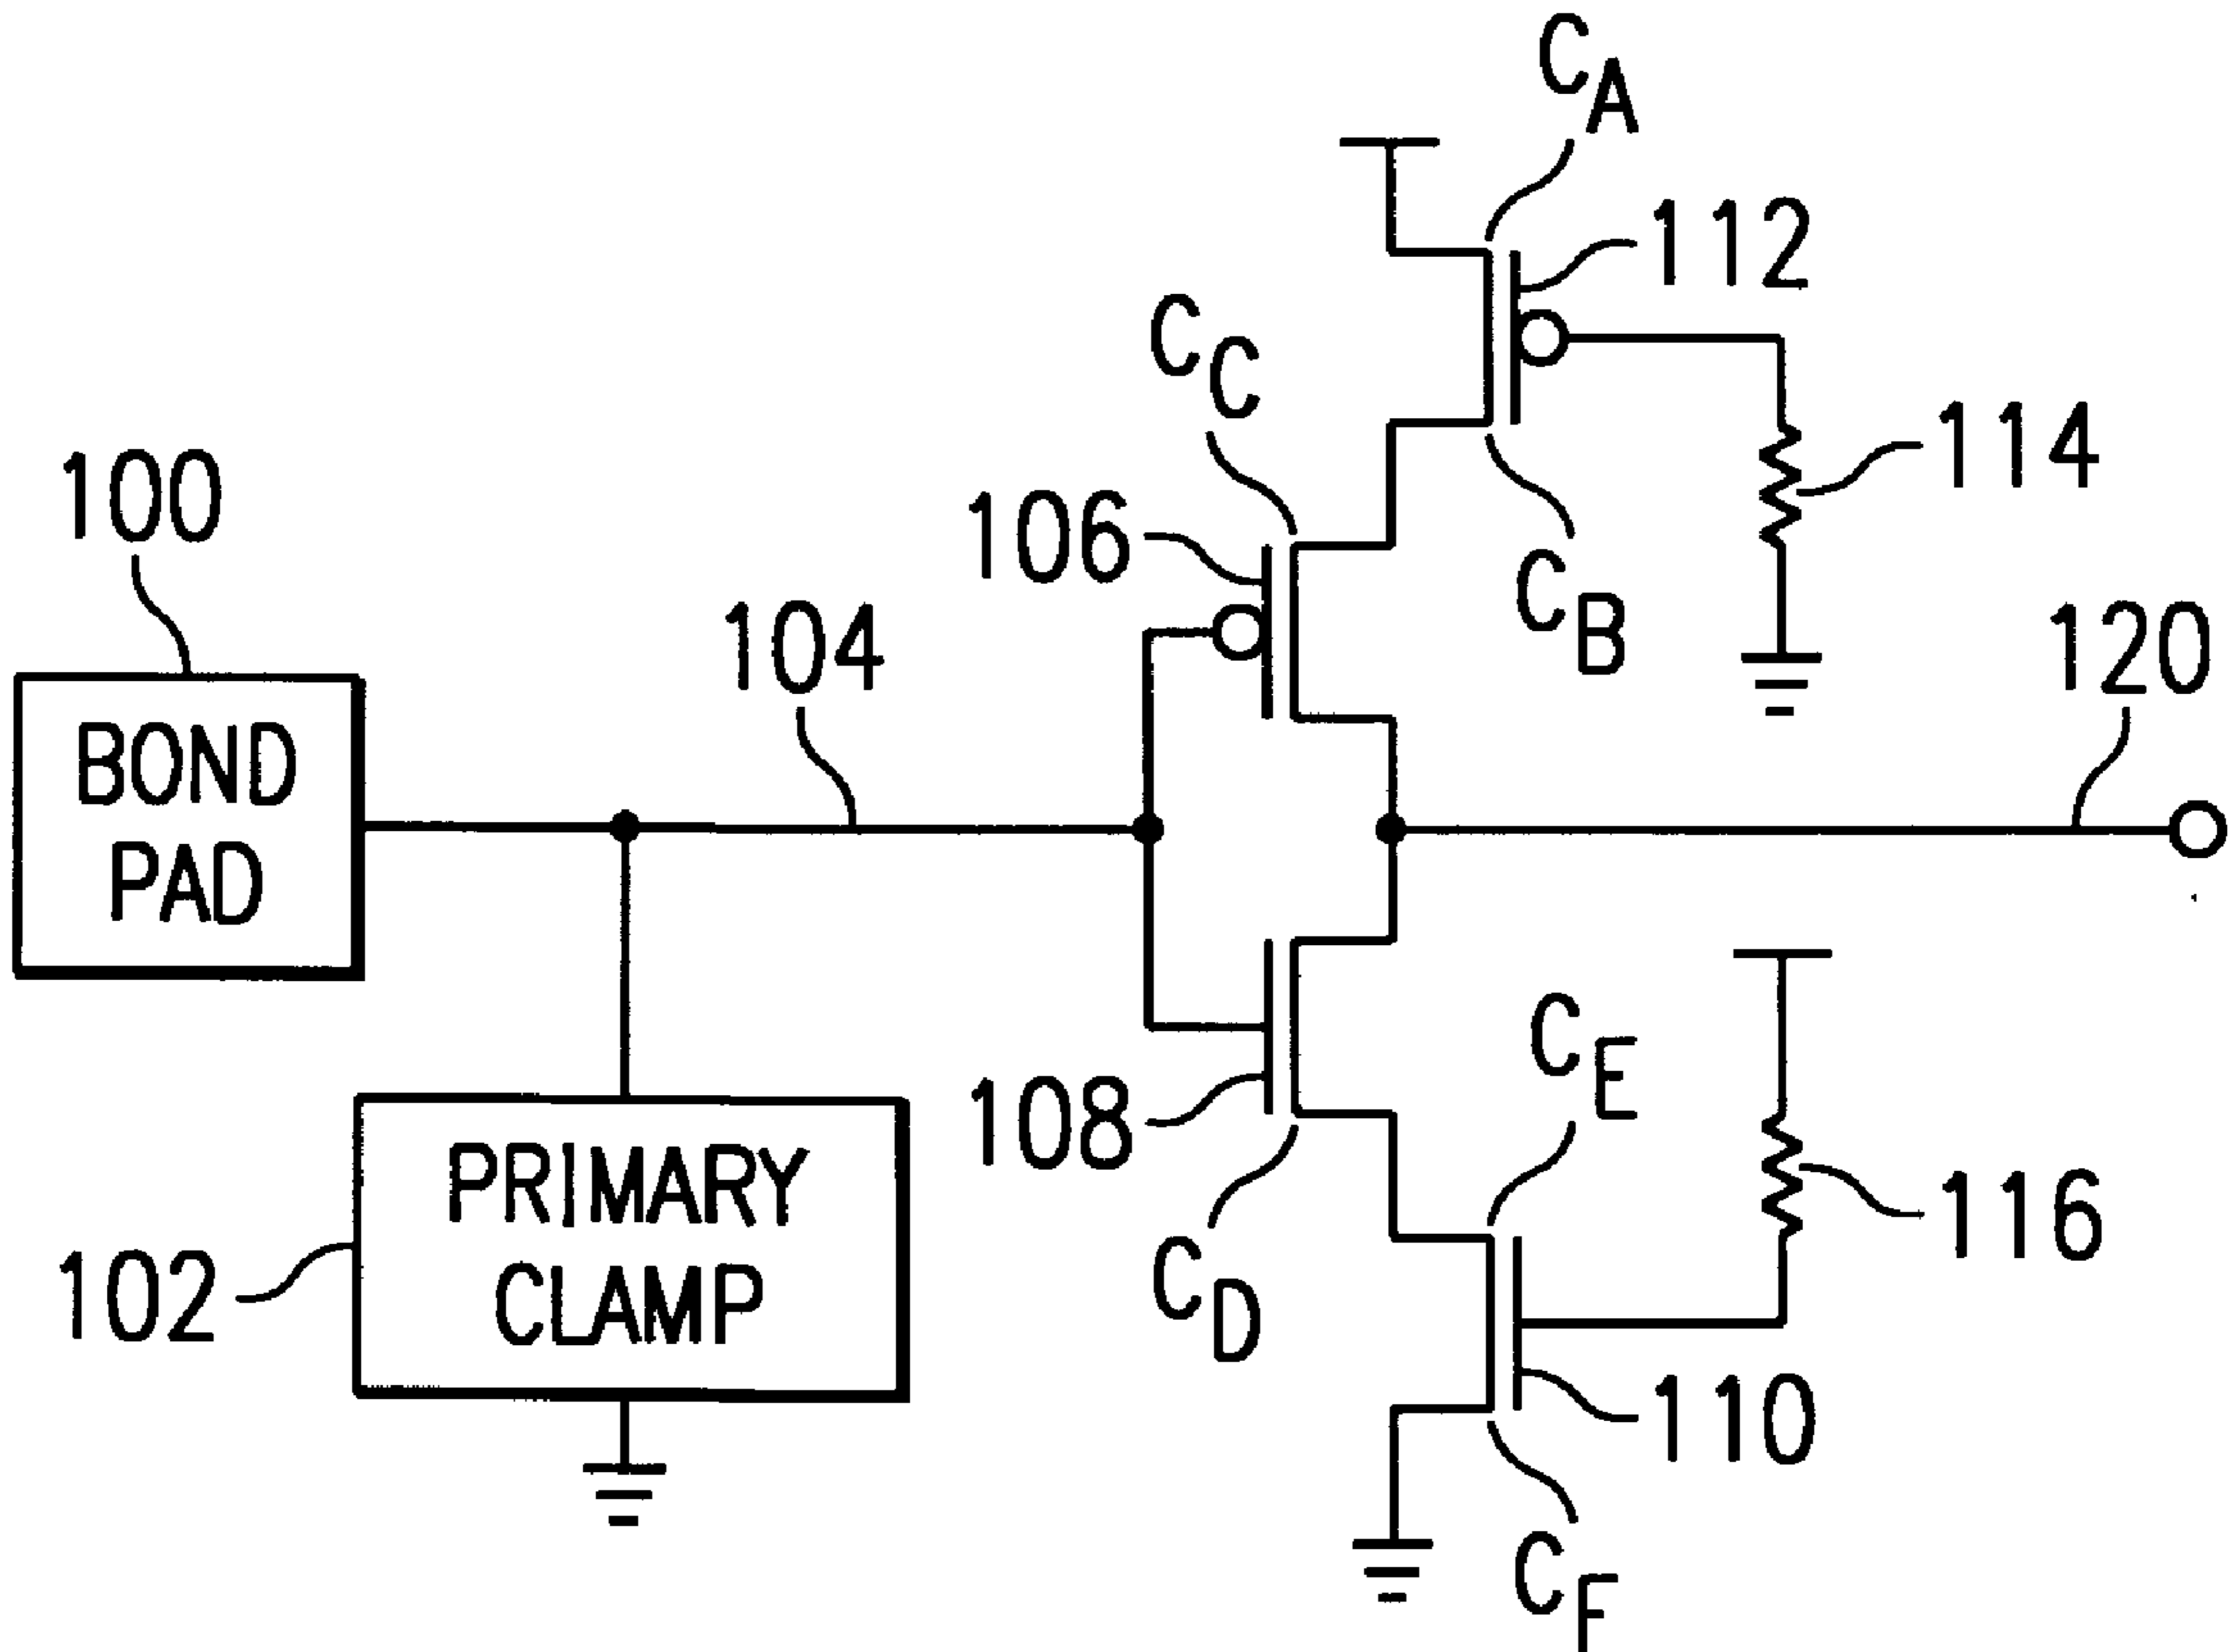 C_A
112
C_C
100
106
114
104
C_B
120
BOND
PAD
C_E
108
PRIMARY
CLAMP
116
102
C_D
110
C_F